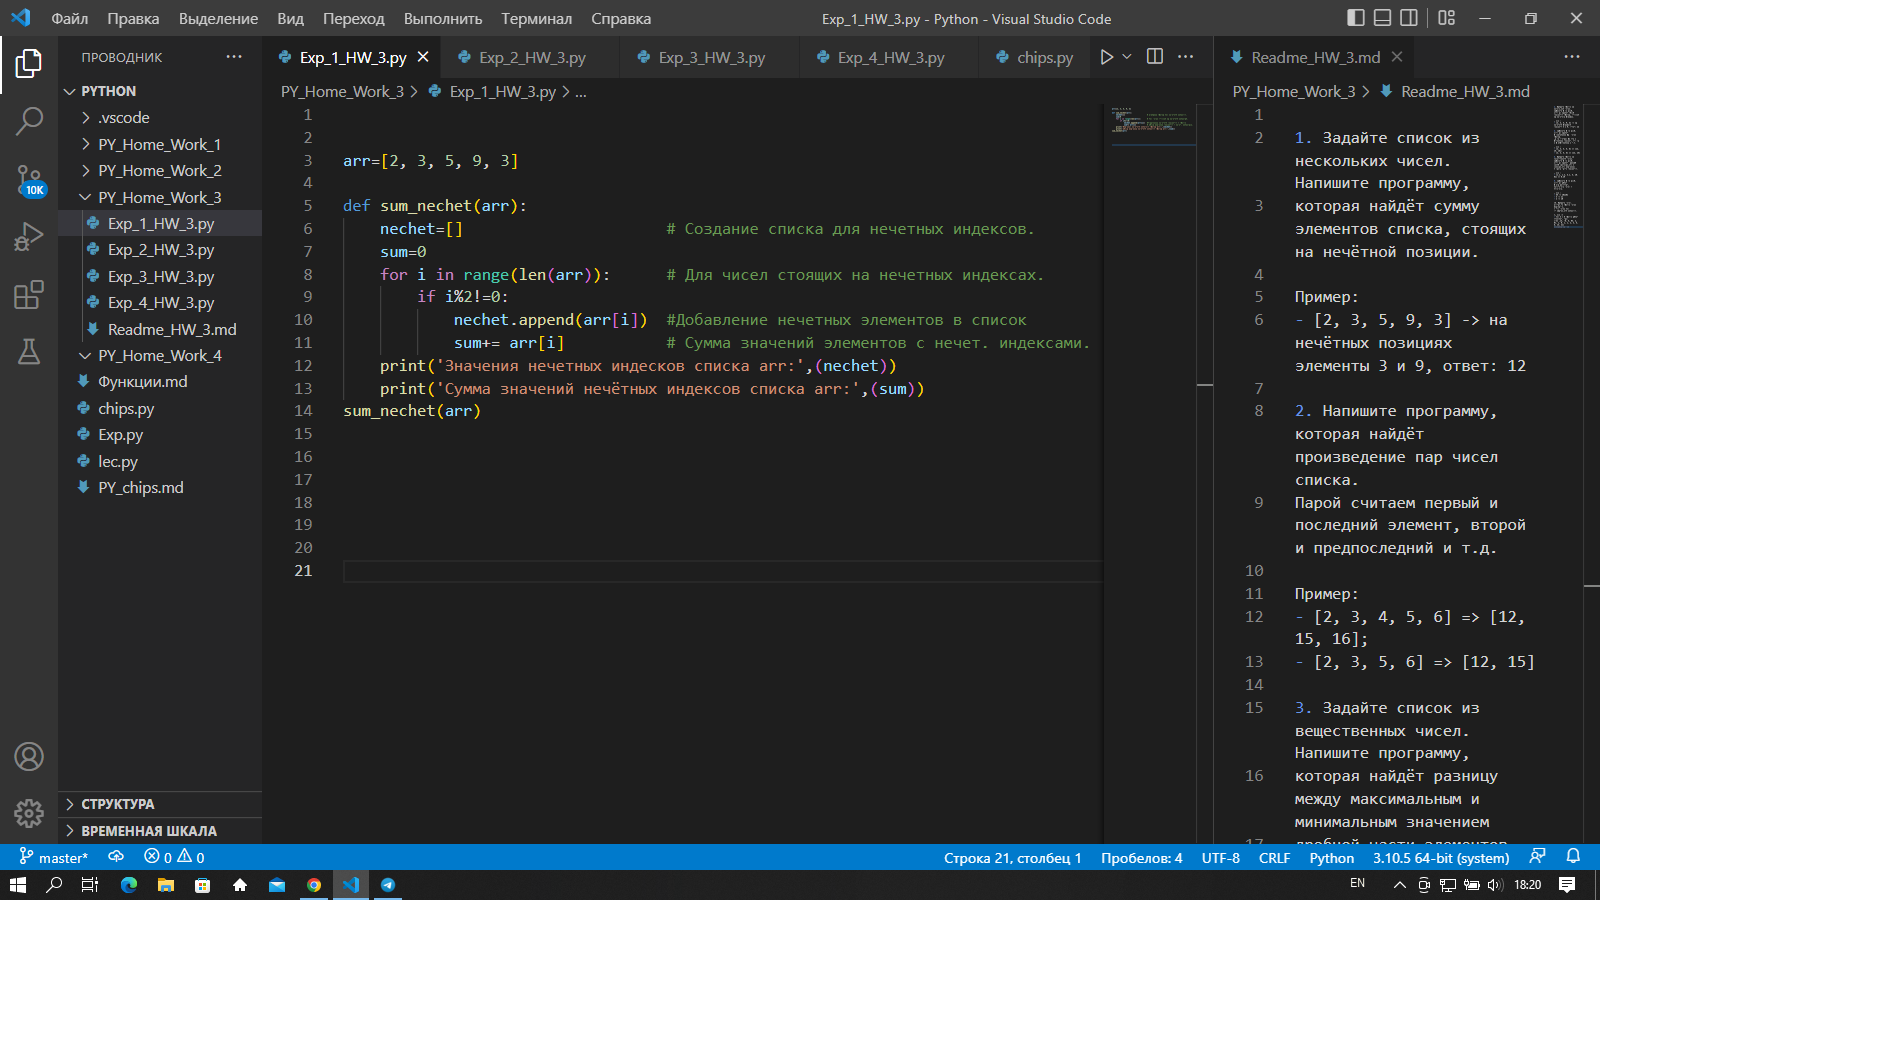 Файл Правка Выделение Вид Переход Выполнить Терминал Справка
Exp_1_HW_3.py - Python - Visual Studio Code
ПРОВОДНИК
PYTHON
.vscode
PY_Home_Work_1
PY_Home_Work_2
PY_Home_Work_3
Exp_1_HW_3.py
Exp_2_HW_3.py
Exp_3_HW_3.py
Exp_4_HW_3.py
Readme_HW_3.md
PY_Home_Work_4
Функции.md
chips.py
Exp.py
lec.py
PY_chips.md
СТРУКТУРА
ВРЕМЕННАЯ ШКАЛА
10K
Exp_1_HW_3.py Exp_2_HW_3.py Exp_3_HW_3.py Exp_4_HW_3.py chips.py
PY_Home_Work_3 > Exp_1_HW_3.py > ...
1
2
3 arr=[2, 3, 5, 9, 3]
4
5 def sum_nechet(arr):
6 nechet=[] # Создание списка для нечетных индексов.
7 sum=0
8 for i in range(len(arr)): # Для чисел стоящих на нечетных индексах.
9 if i%2!=0:
10 nechet.append(arr[i]) #Добавление нечетных элементов в список
11 sum+= arr[i] # Сумма значений элементов с нечет. индексами.
12 print('Значения нечетных индесков списка arr:',(nechet))
13 print('Сумма значений нечётных индексов списка arr:',(sum))
14 sum_nechet(arr)
15
16
17
18
19
20
21
Readme_HW_3.md
PY_Home_Work_3 > Readme_HW_3.md
1
2 1. Задайте список из
нескольких чисел.
Напишите программу,
3 которая найдёт сумму
элементов списка, стоящих
на нечётной позиции.
4
5 Пример:
6 - [2, 3, 5, 9, 3] -> на
нечётных позициях
элементы 3 и 9, ответ: 12
7
8 2. Напишите программу,
которая найдёт
произведение пар чисел
списка.
9 Парой считаем первый и
последний элемент, второй
и предпоследний и т.д.
10
11 Пример:
12 - [2, 3, 4, 5, 6] => [12,
15, 16];
13 - [2, 3, 5, 6] => [12, 15]
14
15 3. Задайте список из
вещественных чисел.
Напишите программу,
16 которая найдёт разницу
между максимальным и
минимальным значением
17 дробной части элементов
master* 0 0 Строка 21, столбец 1 Пробелов: 4 UTF-8 CRLF Python 3.10.5 64-bit (system)
EN 18:20